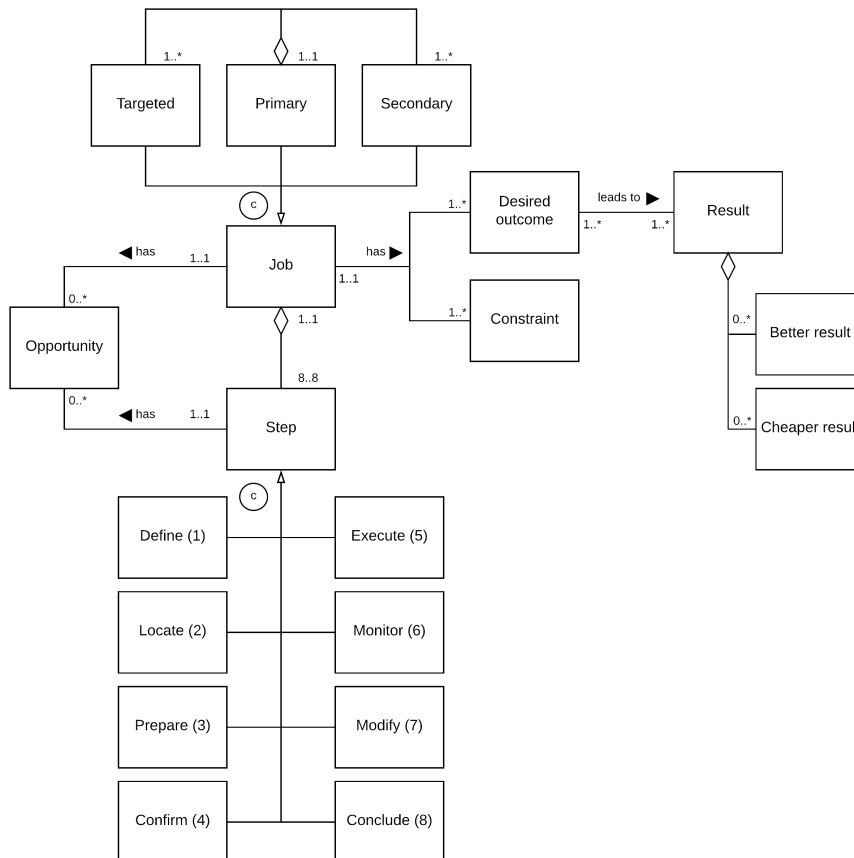 1..*
1..1
1..*
Targeted
Primary
Secondary
c
Desired
outcome
leads to ▶
Result
1..*
1..*
1..*
◀ has
1..1
Job
has ▶
1..1
0..*
1..*
Constraint
Opportunity
1..1
0..*
Better result
8..8
0..*
◀ has
1..1
Step
0..*
Cheaper resul
c
Define (1)
Execute (5)
Locate (2)
Monitor (6)
Prepare (3)
Modify (7)
Confirm (4)
Conclude (8)